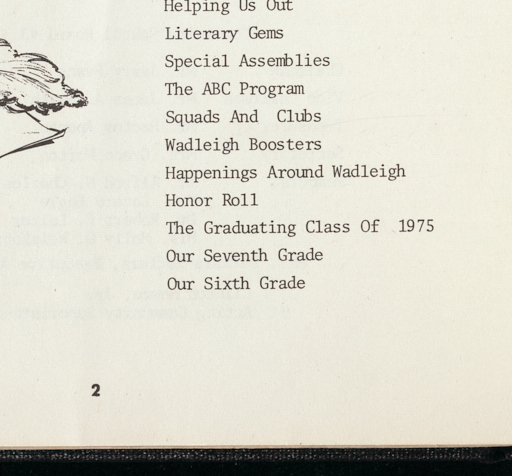 Helping Us Out
Literary Gems
Special Assemblies
The ABC Program
Squads And Clubs
Wadleigh Boosters
Happenings Around Wadleigh
Honor Roll
The Graduating Class Of 1975
Our Seventh Grade
Our Sixth Grade
2